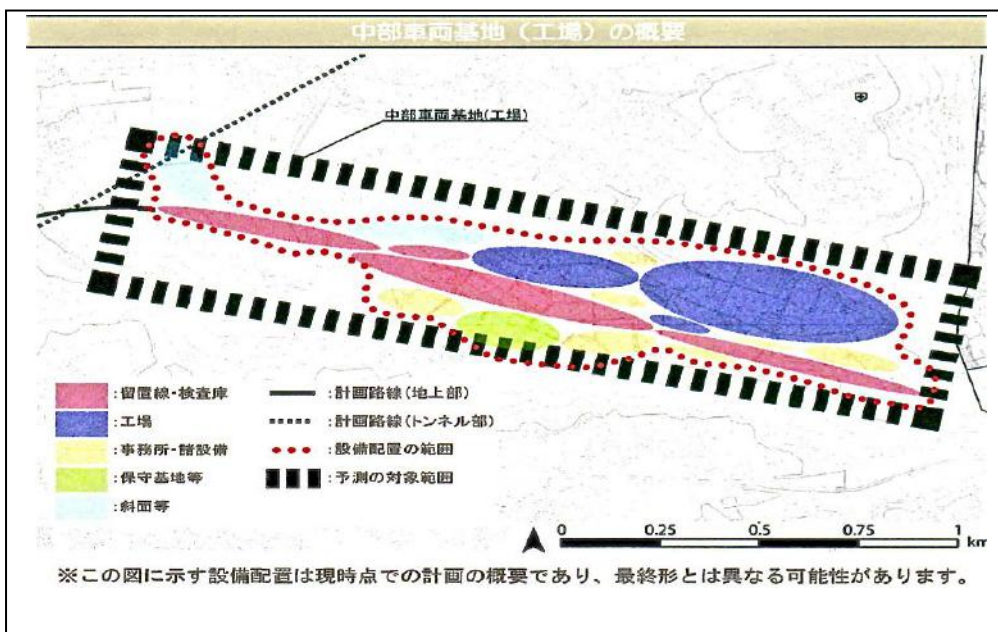 中部車両基地(工場)の概要
中部車両基地(工場)
:留置線・検査庫
:工場
:事務所・諸設備
:保守基地等
:斜面等
:計画路線(地上部)
:計画路線(トンネル部)
:設備配置の範囲
:予測の対象範囲
0 0.25 0.5 0.75 1
km
※この図に示す設備配置は現時点での計画の概要であり、最終形とは異なる可能性があります。